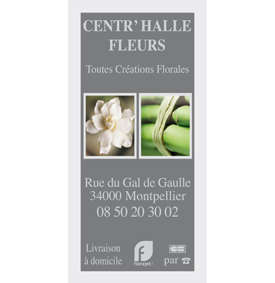 CENTR' HALLE
FLEURS
Toutes Créations Florales
Rue du Gal de Gaulle
34000 Montpellier
08 50 20 30 02
Livraison
à domicile
par ☎